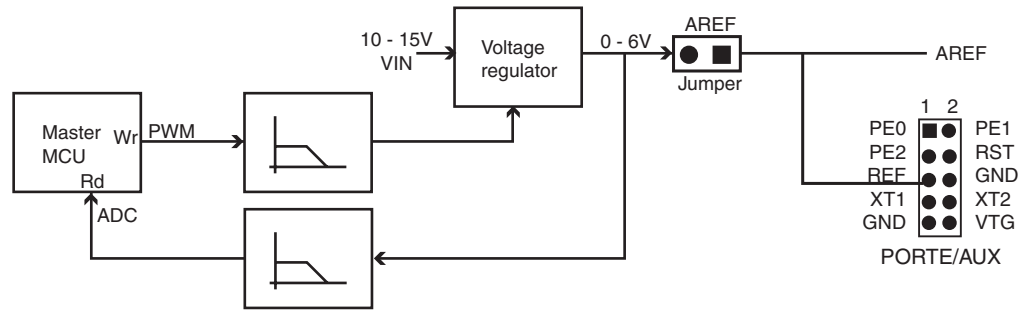 AREF
10 - 15V
VIN
Voltage
regulator
0 - 6V
AREF
Jumper
Master
MCU
Wr
PWM
Rd
ADC
1 2
PE0 PE1
PE2 RST
REF GND
XT1 XT2
GND VTG
PORTE/AUX